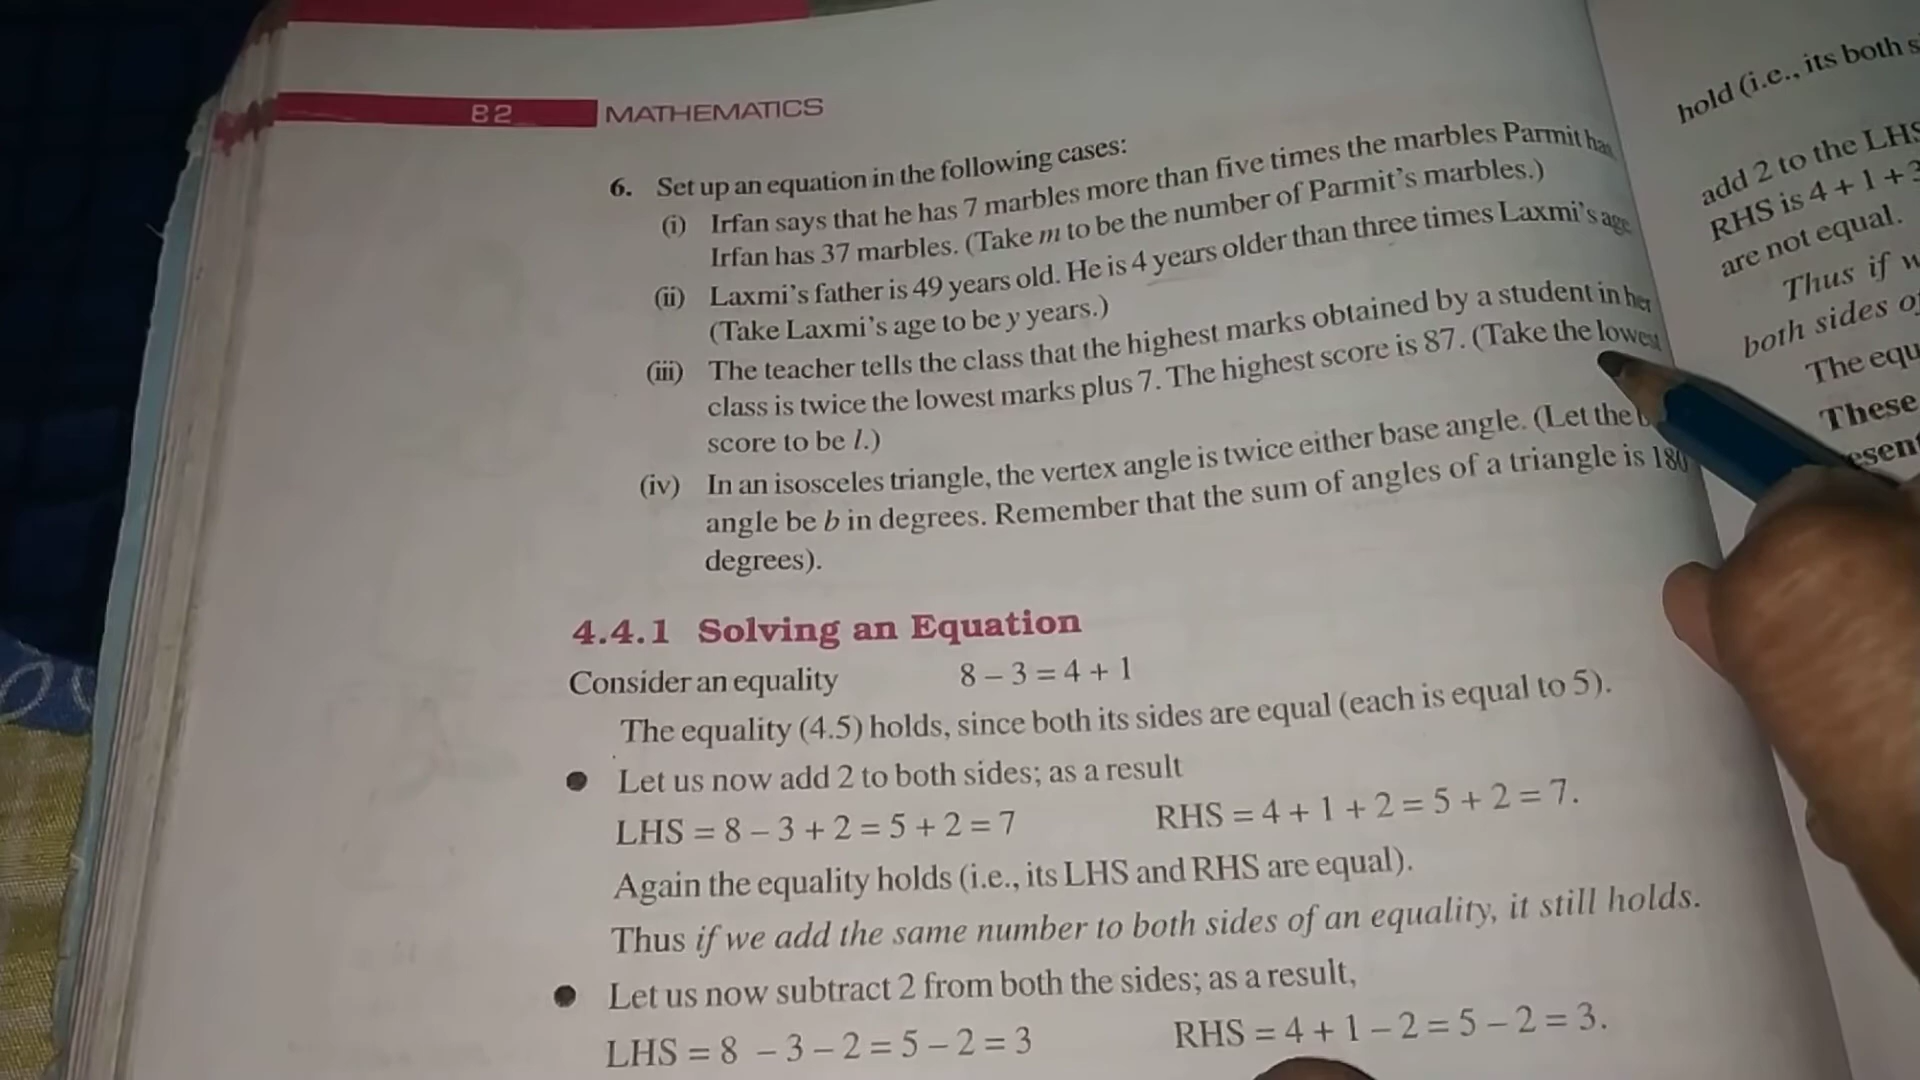 82 MATHEMATICS
6. Set up an equation in the following cases:
(i) Irfan says that he has 7 marbles more than five times the marbles Parmit has
Irfan has 37 marbles. (Take m to be the number of Parmit's marbles.)
(ii) Laxmi's father is 49 years old. He is 4 years older than three times Laxmi's age
(Take Laxmi's age to be y years.)
(iii) The teacher tells the class that the highest marks obtained by a student in her
class is twice the lowest marks plus 7. The highest score is 87. (Take the lowest
score to be l.)
(iv) In an isosceles triangle, the vertex angle is twice either base angle. (Let the
angle be b in degrees. Remember that the sum of angles of a triangle is 180
degrees).
4.4.1 Solving an Equation
Consider an equality 8 – 3 = 4 + 1
The equality (4.5) holds, since both its sides are equal (each is equal to 5).
● Let us now add 2 to both sides; as a result
LHS = 8 – 3 + 2 = 5 + 2 = 7 RHS = 4 + 1 + 2 = 5 + 2 = 7.
Again the equality holds (i.e., its LHS and RHS are equal).
Thus if we add the same number to both sides of an equality, it still holds.
● Let us now subtract 2 from both the sides; as a result,
LHS = 8 – 3 – 2 = 5 – 2 = 3 RHS = 4 + 1 – 2 = 5 – 2 = 3.
hold (i.e., its both s
add 2 to the LHS
RHS is 4 + 1 + 3
are not equal.
Thus if w
both sides of
The equ
These
esent